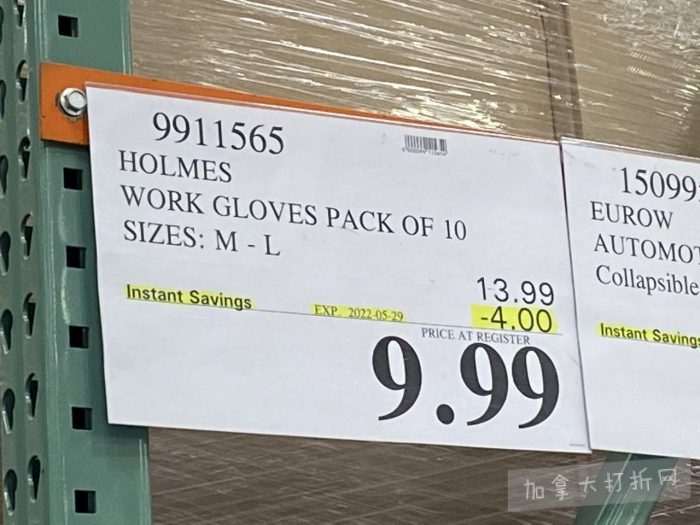 9911565
HOLMES
WORK GLOVES PACK OF 10
SIZES: M - L
13.99
Instant Savings EXP. 2022-05-29 -4.00
PRICE AT REGISTER
9.99
15099
EUROW
AUTOMOT
Collapsible
Instant Savings
加拿大打折网